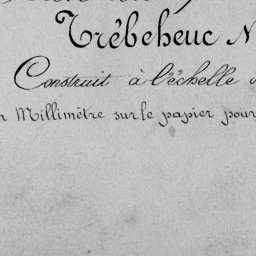 Trébeheuc N
Construit à l'échelle
Millimètre sur le papier pour